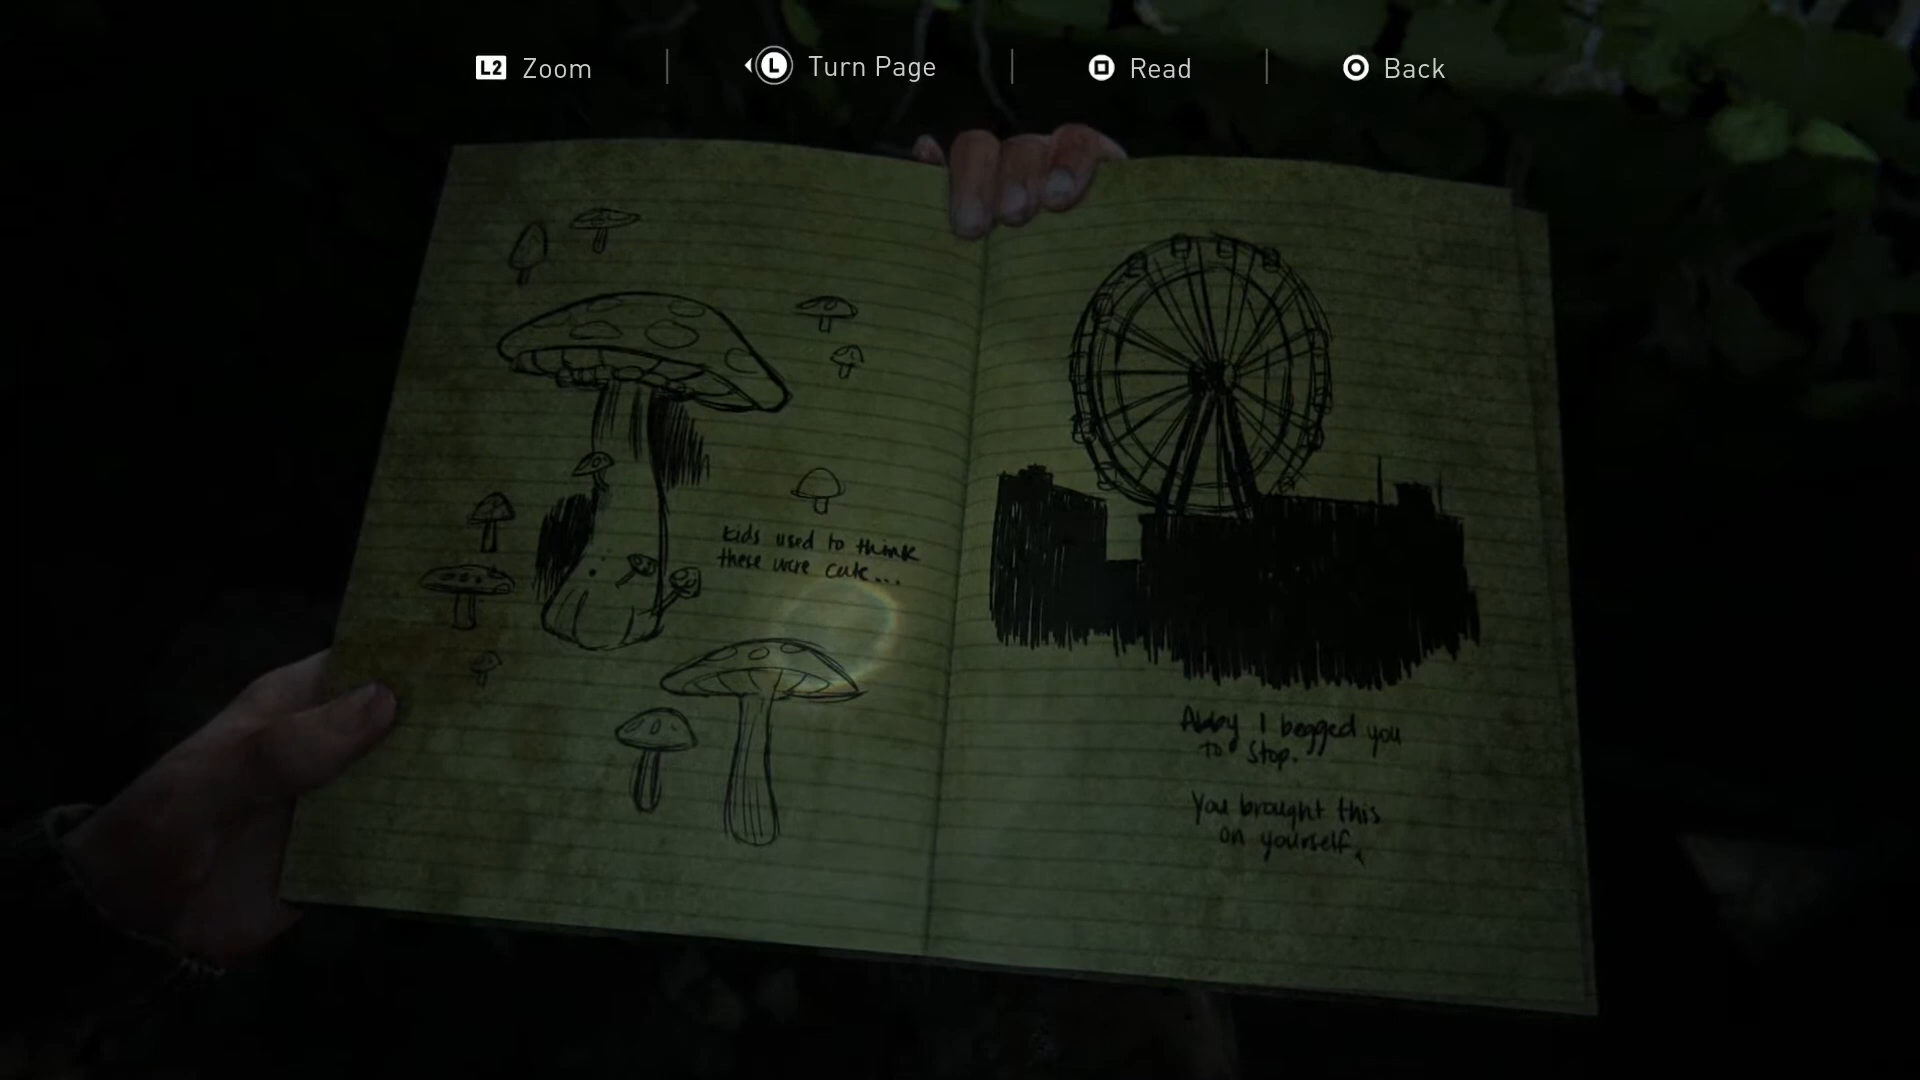 L2 Zoom
L Turn Page
Read
Back
kids used to think
these were cute...
Abby I begged you
to stop.
You brought this
on yourself.